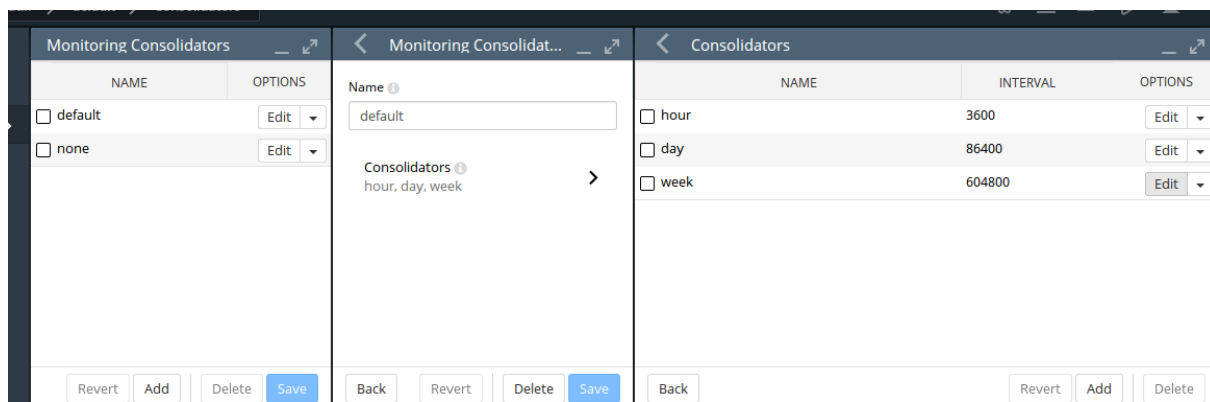 Monitoring Consolidators
NAME OPTIONS
default Edit
none Edit
Revert Add Delete Save
Monitoring Consolidat...
Name
default
Consolidators
hour, day, week
Back Revert Delete Save
Consolidators
NAME INTERVAL OPTIONS
hour 3600 Edit
day 86400 Edit
week 604800 Edit
Back Revert Add Delete